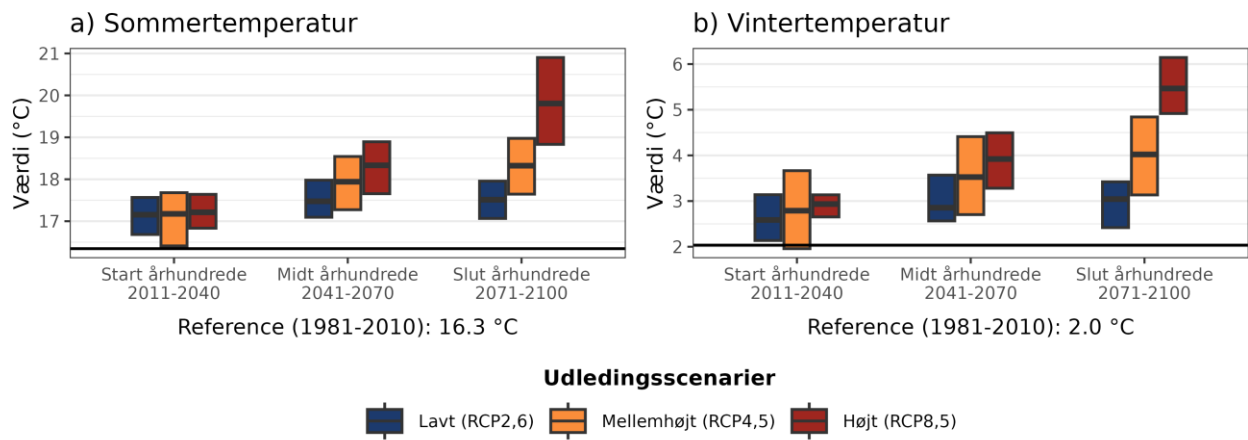 a) Sommertemperatur
Værdi (°C)
21
20
19
18
17
Start århundrede
2011-2040
Midt århundrede
2041-2070
Slut århundrede
2071-2100
Reference (1981-2010): 16.3 °C
b) Vintertemperatur
Værdi (°C)
6
5
4
3
2
Start århundrede
2011-2040
Midt århundrede
2041-2070
Slut århundrede
2071-2100
Reference (1981-2010): 2.0 °C
Udledingsscenarier
Lavt (RCP2,6)
Mellemhøjt (RCP4,5)
Højt (RCP8,5)